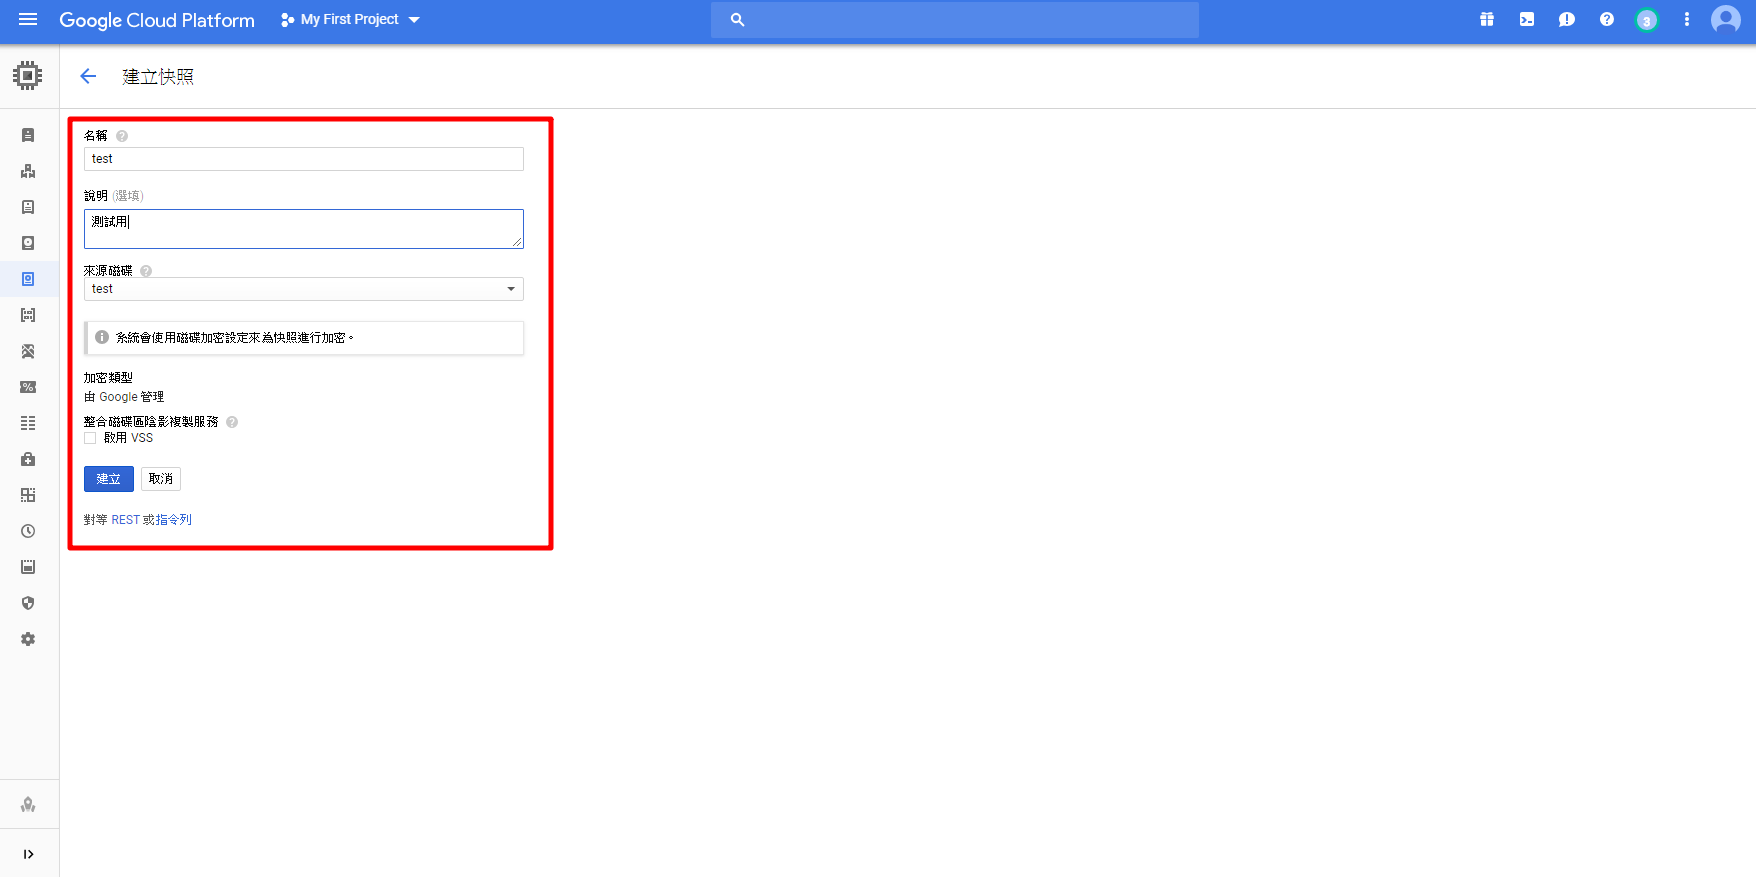 Google Cloud Platform
My First Project
3
建立快照
名稱
test
說明 (選填)
測試用
來源磁碟
test
系統會使用磁碟加密設定來為快照進行加密。
加密類型
由 Google 管理
整合磁碟區陰影複製服務
啟用 VSS
建立 取消
對等 REST 或指令列